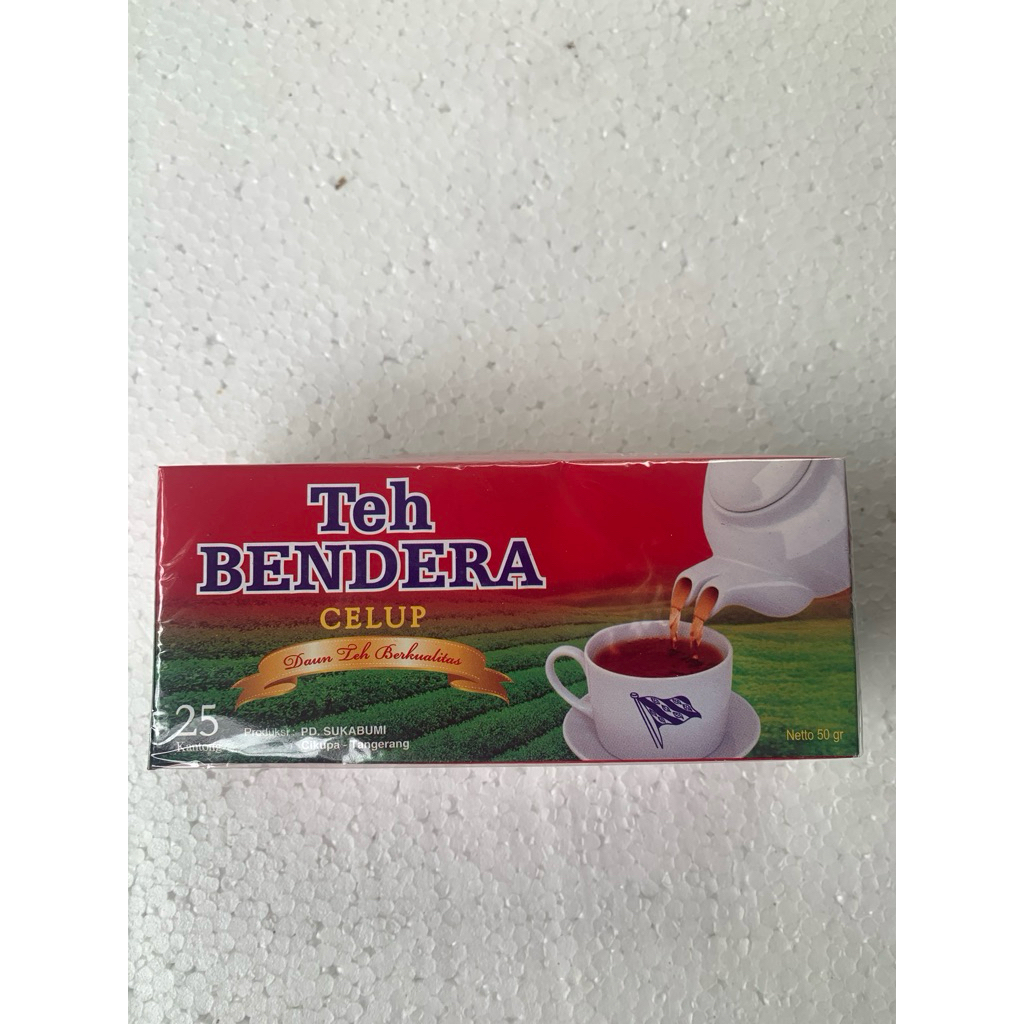 Teh
BENDERA
CELUP
Daun Teh Berkualitas
25
Kantong
Produksi : PD. SUKABUMI
Cikupa - Tangerang
Netto 50 gr